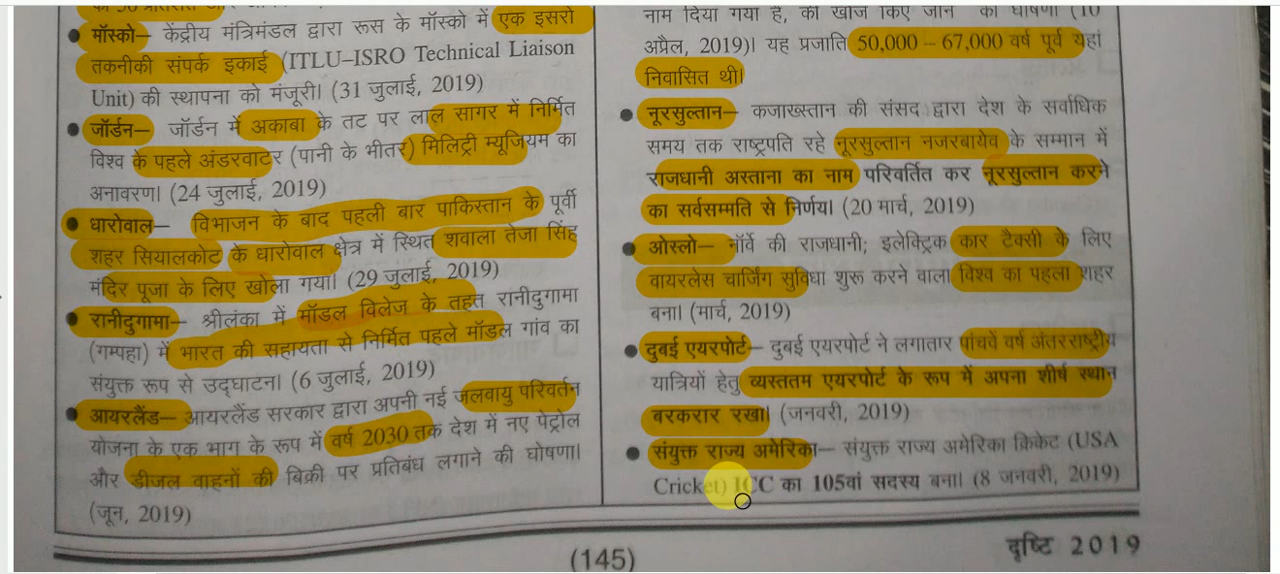 मॉस्को– केंद्रीय मंत्रिमंडल द्वारा रूस के मॉस्को में एक इसरो
तकनीकी संपर्क इकाई (ITLU–ISRO Technical Liaison
Unit) की स्थापना को मंजूरी। (31 जुलाई, 2019)
जॉर्डन– जॉर्डन में अकाबा के तट पर लाल सागर में निर्मित
विश्व के पहले अंडरवाटर (पानी के भीतर) मिलिट्री म्यूजियम का
अनावरण। (24 जुलाई, 2019)
धारोवाल– विभाजन के बाद पहली बार पाकिस्तान के पूर्वी
शहर सियालकोट के धारोवाल क्षेत्र में स्थित शवाला तेजा सिंह
मंदिर पूजा के लिए खोला गया। (29 जुलाई, 2019)
रानीदुगामा– श्रीलंका में मॉडल विलेज के तहत रानीदुगामा
(गम्पहा) में भारत की सहायता से निर्मित पहले मॉडल गांव का
संयुक्त रूप से उद्घाटन। (6 जुलाई, 2019)
आयरलैंड– आयरलैंड सरकार द्वारा अपनी नई जलवायु परिवर्तन
योजना के एक भाग के रूप में वर्ष 2030 तक देश में नए पेट्रोल
और डीजल वाहनों की बिक्री पर प्रतिबंध लगाने की घोषणा।
(जून, 2019)
नाम दिया गया है, की खोज किए जाने की घोषणा (10
अप्रैल, 2019)। यह प्रजाति 50,000 – 67,000 वर्ष पूर्व यहां
निवासित थी।
नूरसुल्तान– कजाख्स्तान की संसद द्वारा देश के सर्वाधिक
समय तक राष्ट्रपति रहे नूरसुल्तान नजरबायेव के सम्मान में
राजधानी अस्ताना का नाम परिवर्तित कर नूरसुल्तान करने
का सर्वसम्मति से निर्णय। (20 मार्च, 2019)
ओस्लो– नॉर्वे की राजधानी; इलेक्ट्रिक कार टैक्सी के लिए
वायरलेस चार्जिंग सुविधा शुरू करने वाला विश्व का पहला शहर
बना। (मार्च, 2019)
दुबई एयरपोर्ट– दुबई एयरपोर्ट ने लगातार पांचवें वर्ष अंतरराष्ट्रीय
यात्रियों हेतु व्यस्ततम एयरपोर्ट के रूप में अपना शीर्ष स्थान
बरकरार रखा। (जनवरी, 2019)
संयुक्त राज्य अमेरिका– संयुक्त राज्य अमेरिका क्रिकेट (USA
Cricket) ICC का 105वां सदस्य बना। (8 जनवरी, 2019)
(145)
दृष्टि 2019